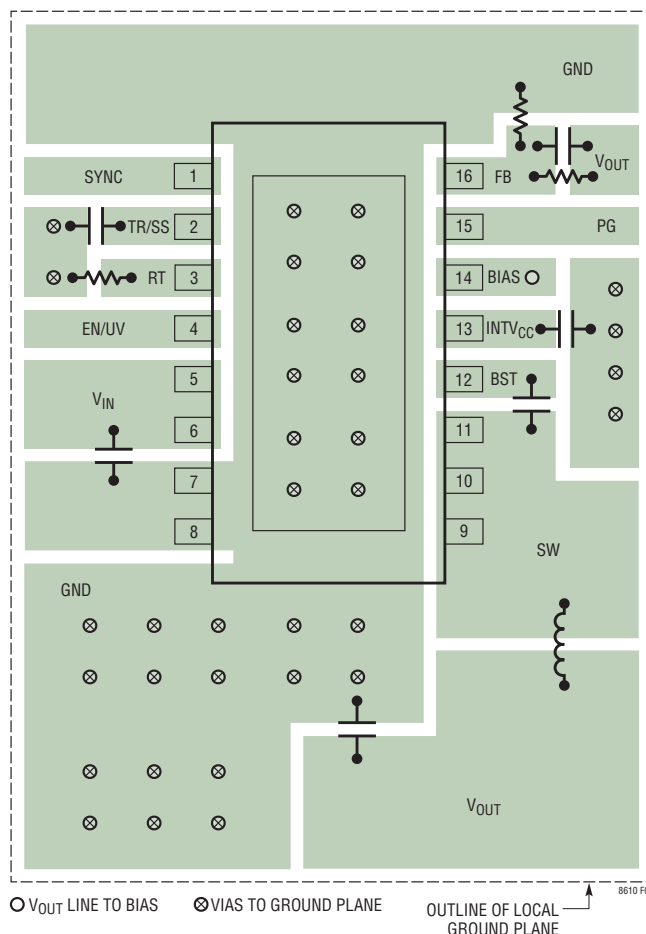 GND
SYNC 1 16 FB VOUT
TR/SS 2 15 PG
RT 3 14 BIAS
EN/UV 4 13 INTVCC
5 12 BST
VIN
6 11
7 10
8 9
SW
GND
VOUT
VOUT LINE TO BIAS VIAS TO GROUND PLANE OUTLINE OF LOCAL
GROUND PLANE
8610 F